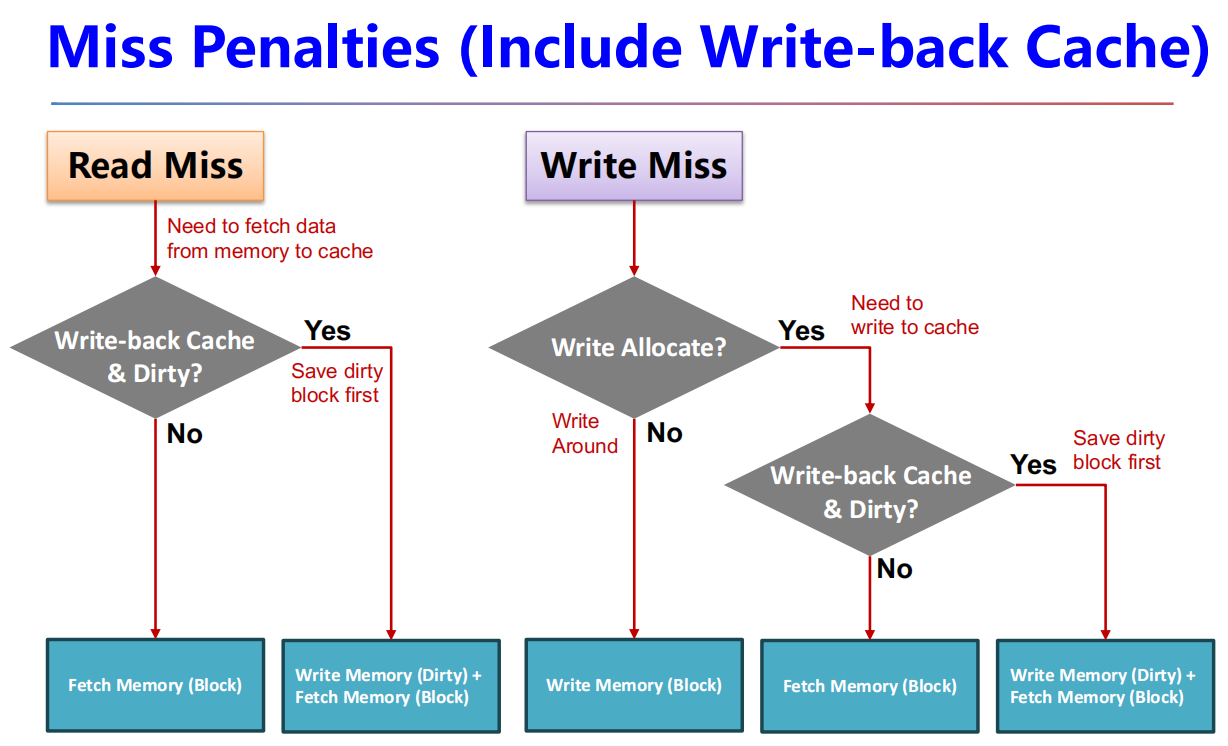 Miss Penalties (Include Write-back Cache)
Read Miss
Need to fetch data
from memory to cache
Write-back Cache
& Dirty?
Yes
Save dirty
block first
No
Fetch Memory (Block)
Write Memory (Dirty) +
Fetch Memory (Block)
Write Miss
Write Allocate?
Yes
Need to
write to cache
Write
Around
No
Write-back Cache
& Dirty?
Yes
Save dirty
block first
No
Write Memory (Block)
Fetch Memory (Block)
Write Memory (Dirty) +
Fetch Memory (Block)